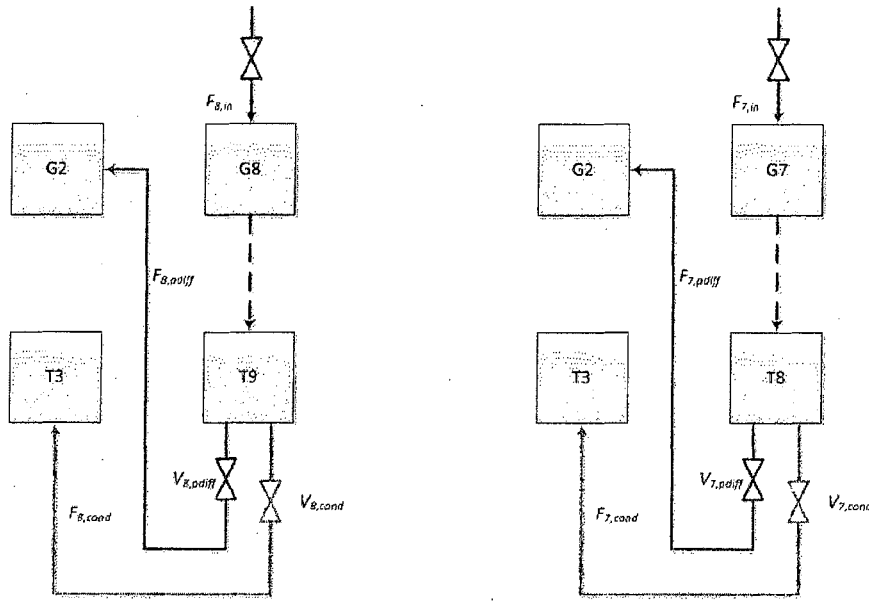 F8,in
F7,in
G2
G8
G2
G7
F8,pdiff
F7,pdiff
T3
T9
T3
T8
V8,pdiff
V7,pdiff
V8,cond
V7,cond
F8,cond
F7,cond